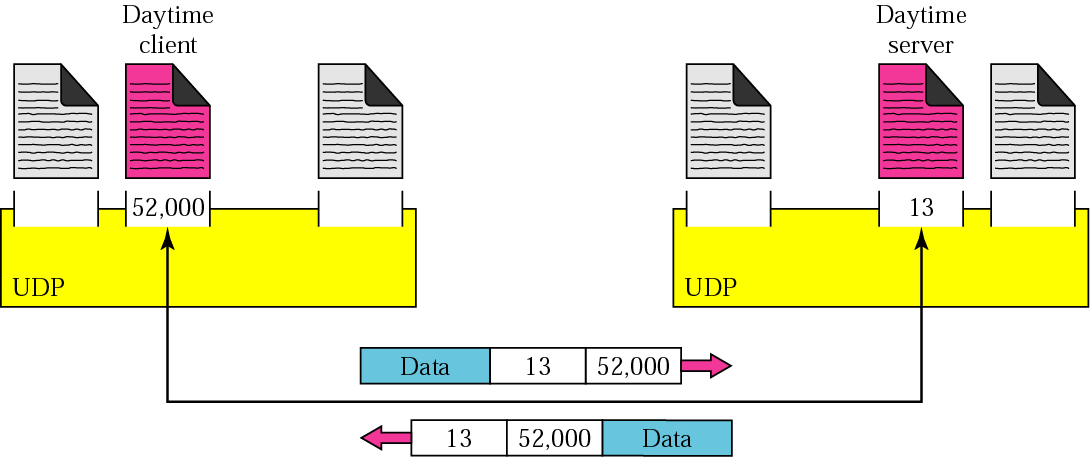 Daytime
client
Daytime
server
52,000
13
UDP
UDP
Data 13 52,000
13 52,000 Data